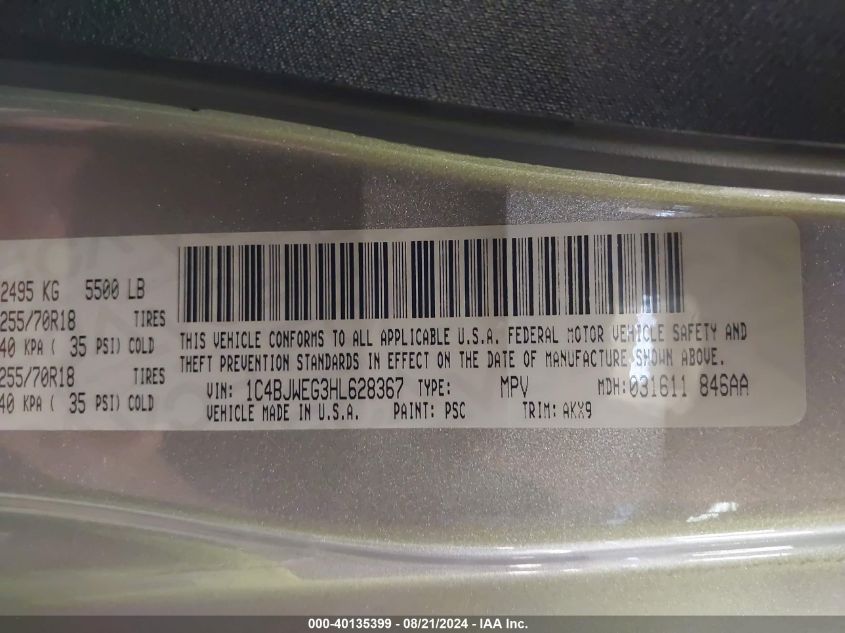 2495 KG 5500 LB
255/70R18 TIRES
40 KPA ( 35 PSI) COLD
255/70R18 TIRES
40 KPA ( 35 PSI) COLD
THIS VEHICLE CONFORMS TO ALL APPLICABLE U.S.A. FEDERAL MOTOR VEHICLE SAFETY AND
THEFT PREVENTION STANDARDS IN EFFECT ON THE DATE OF MANUFACTURE SHOWN ABOVE.
VIN: 1C4BJWEG3HL628367 TYPE: MPV MDH:031611 846AA
VEHICLE MADE IN U.S.A. PAINT: PSC TRIM: AKX9
000-40135399 - 08/21/2024 - IAA Inc.